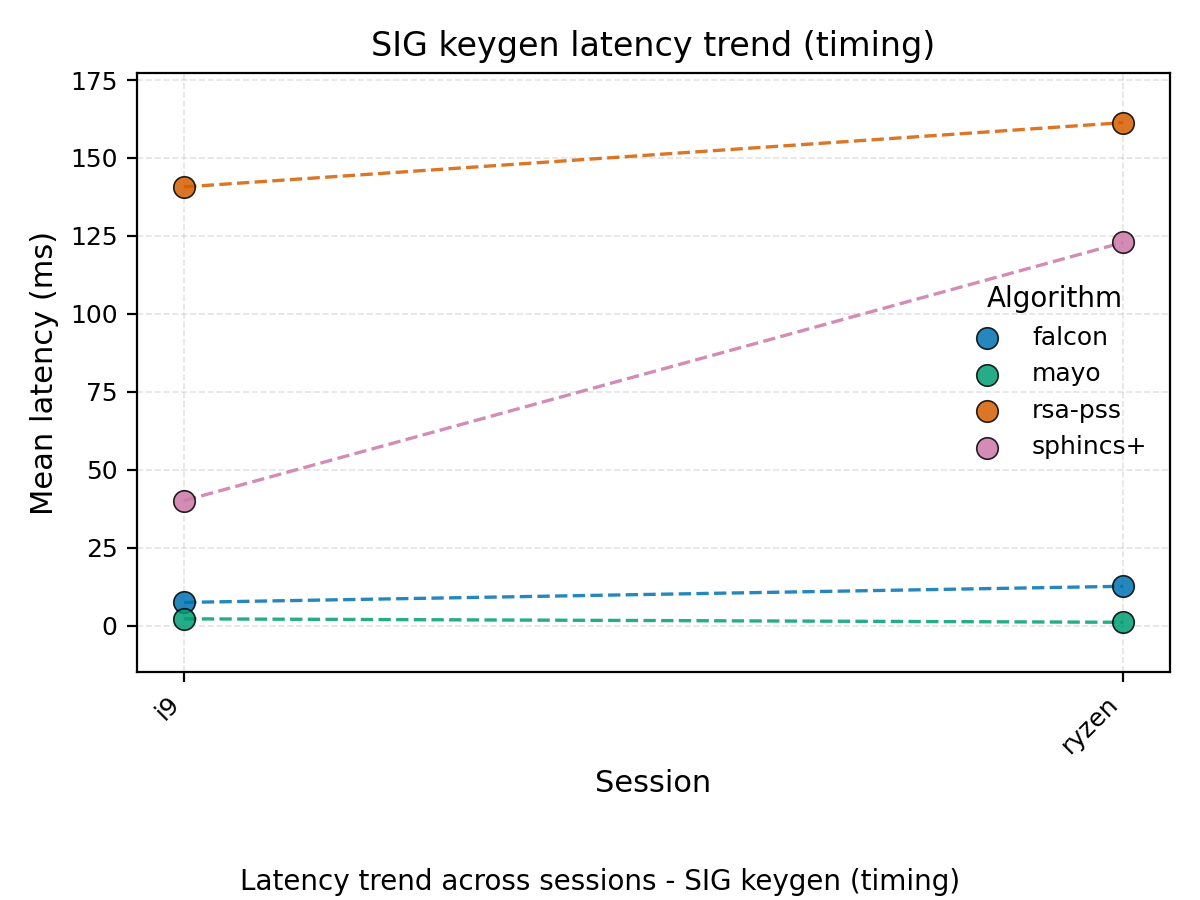 SIG keygen latency trend (timing)
Mean latency (ms)
175
150
125
100
75
50
25
0
Algorithm
falcon
mayo
rsa-pss
sphincs+
i9
ryzen
Session
Latency trend across sessions - SIG keygen (timing)